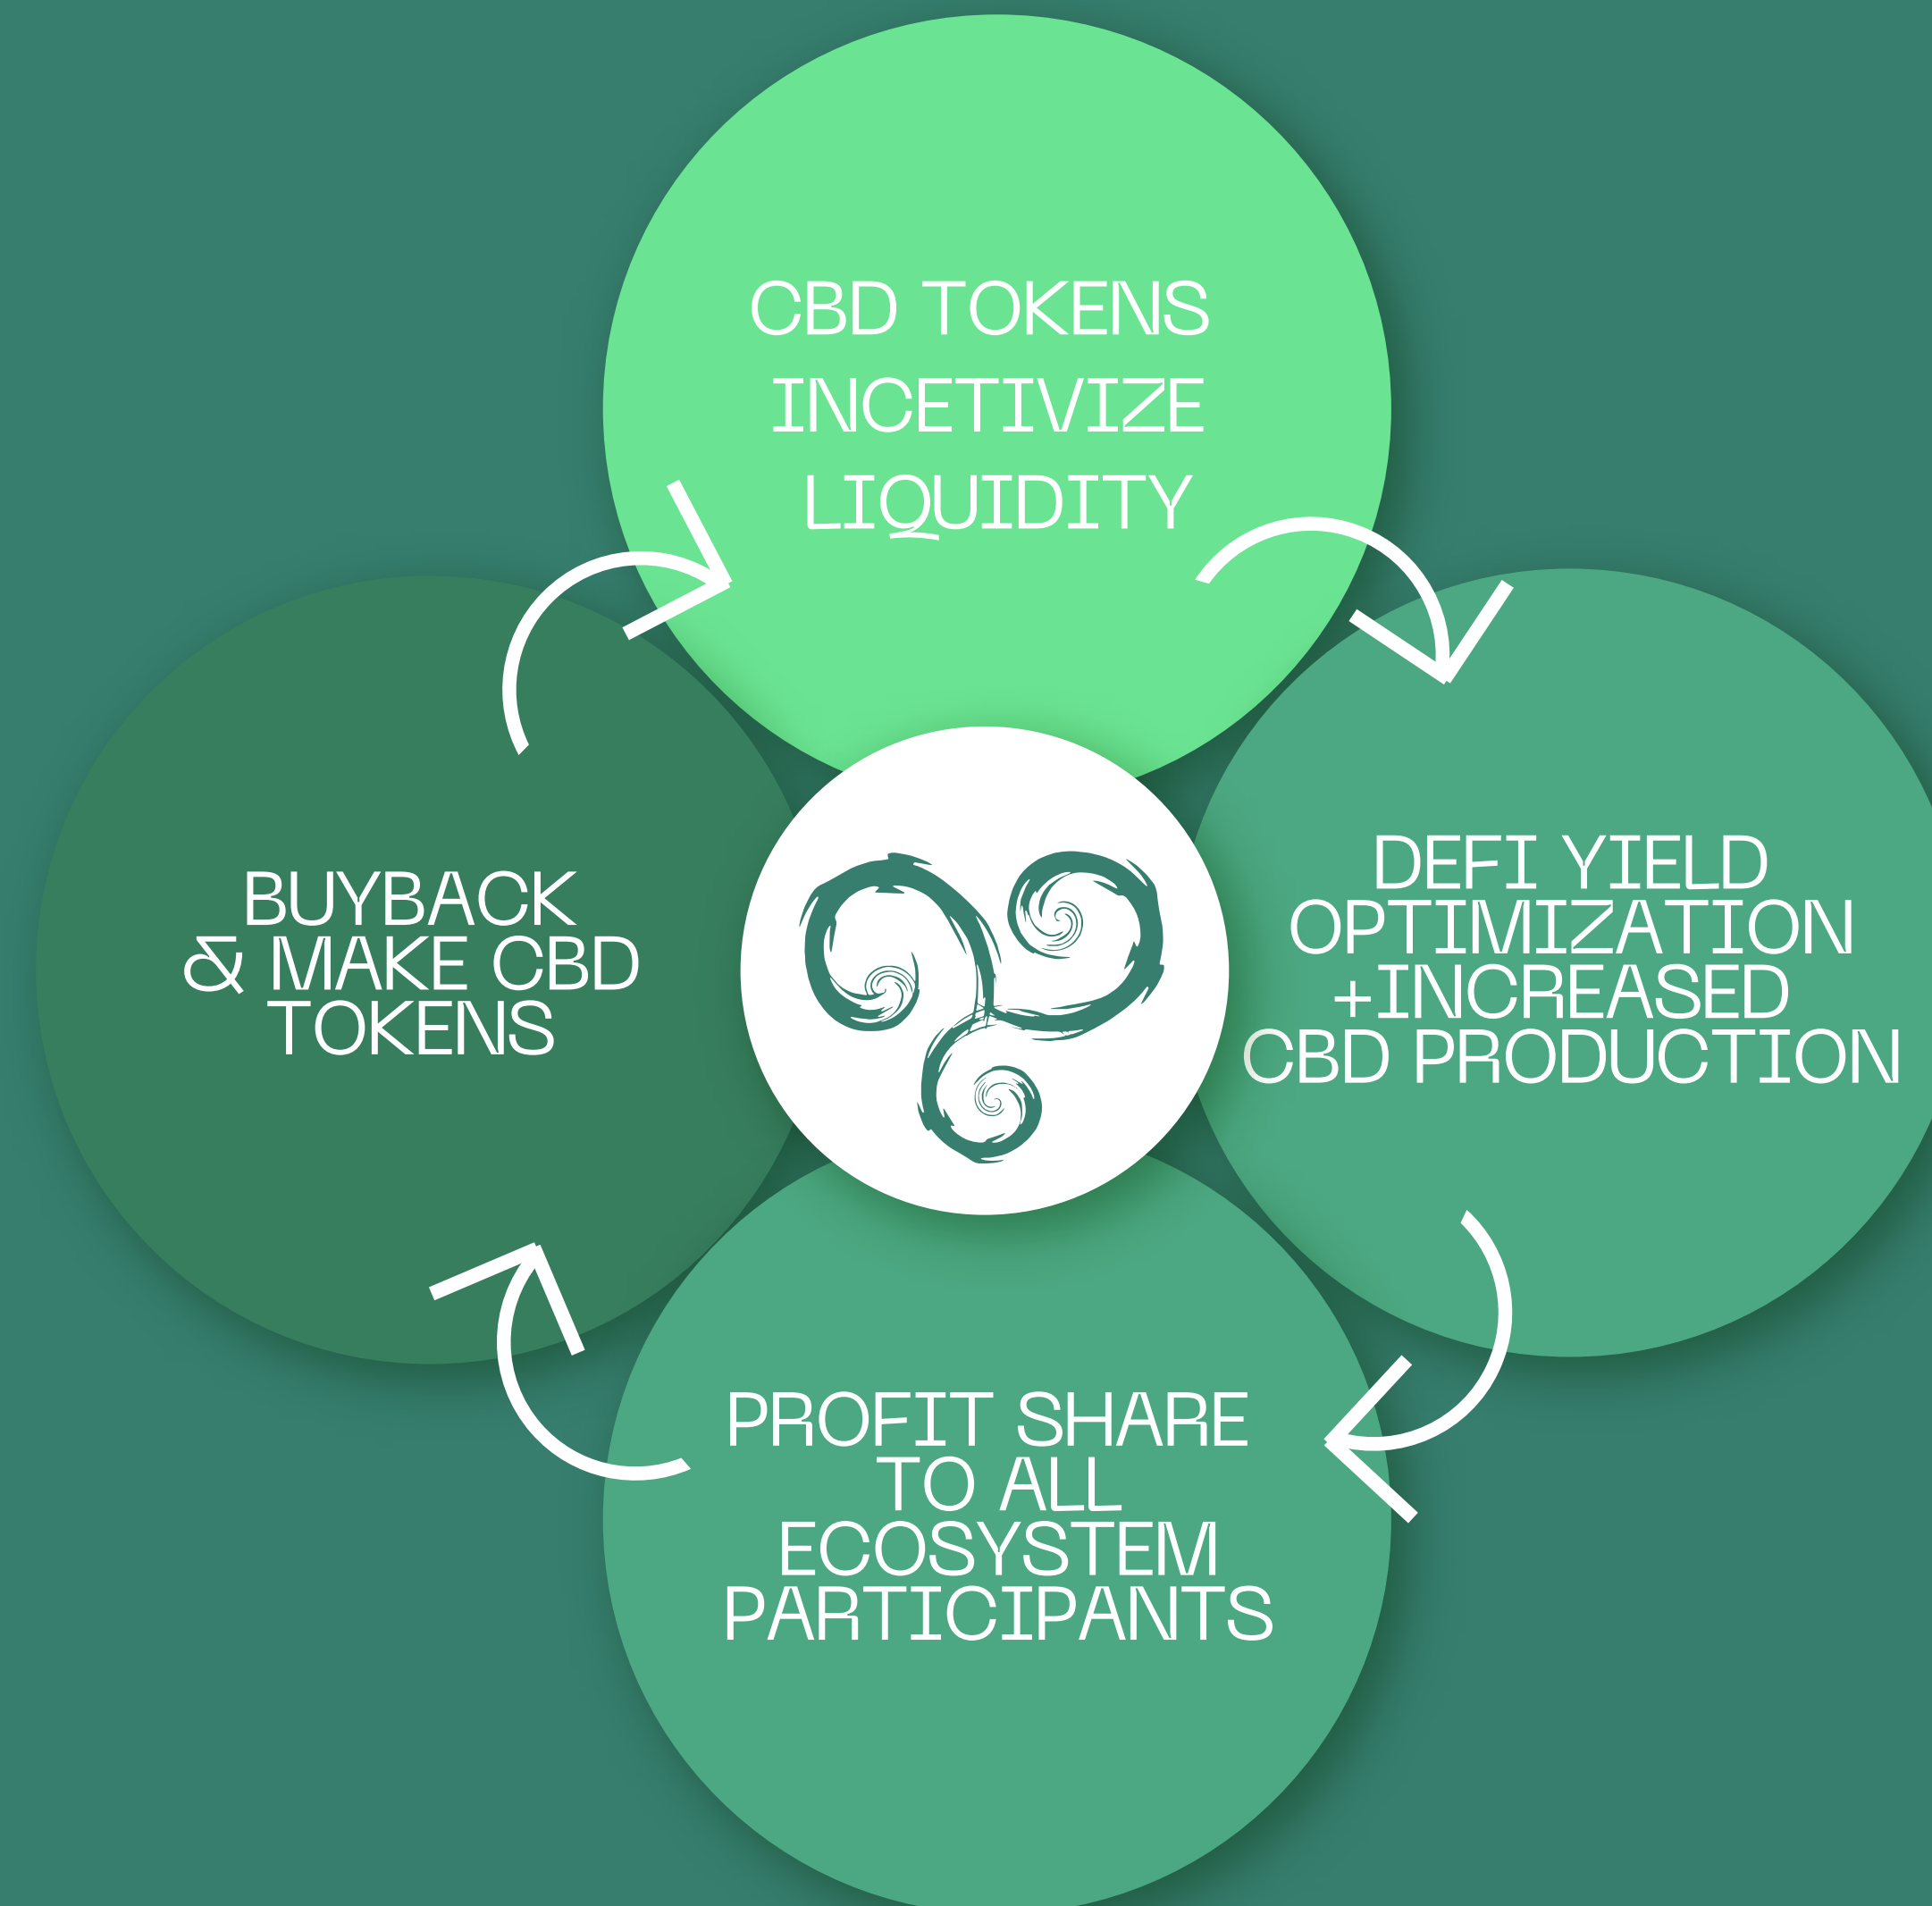 CBD TOKENS
INCETIVIZE
LIQUIDITY
DEFI YIELD
OPTIMIZATION
+INCREASED
CBD PRODUCTION
PROFIT SHARE
TO ALL
ECOSYSTEM
PARTICIPANTS
BUYBACK
& MAKE CBD
TOKENS